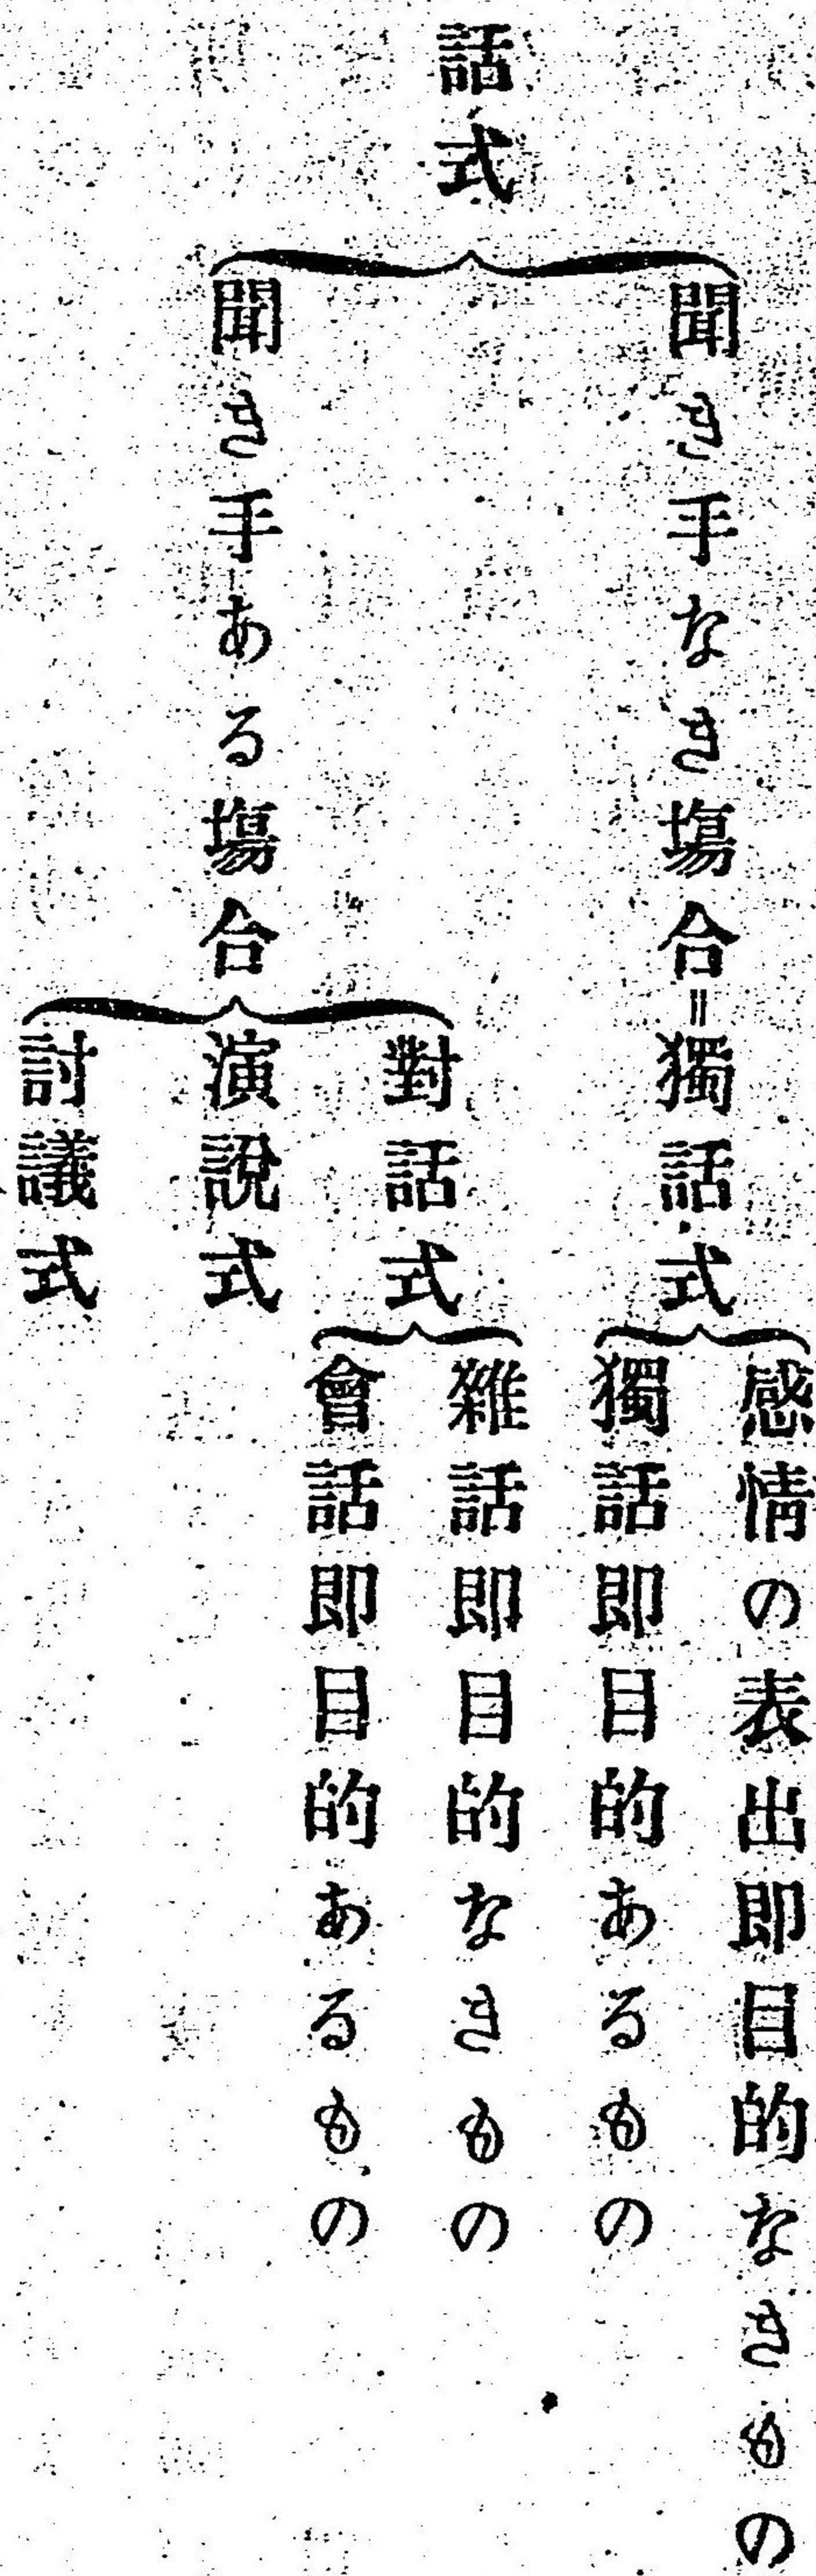 話式
聞き手なき塲合＝獨話式
感情の表出即目的なきもの
獨話即目的あるもの
聞き手ある塲合
對話式
雜話即目的なきもの
會話即目的あるもの
演說式
討議式